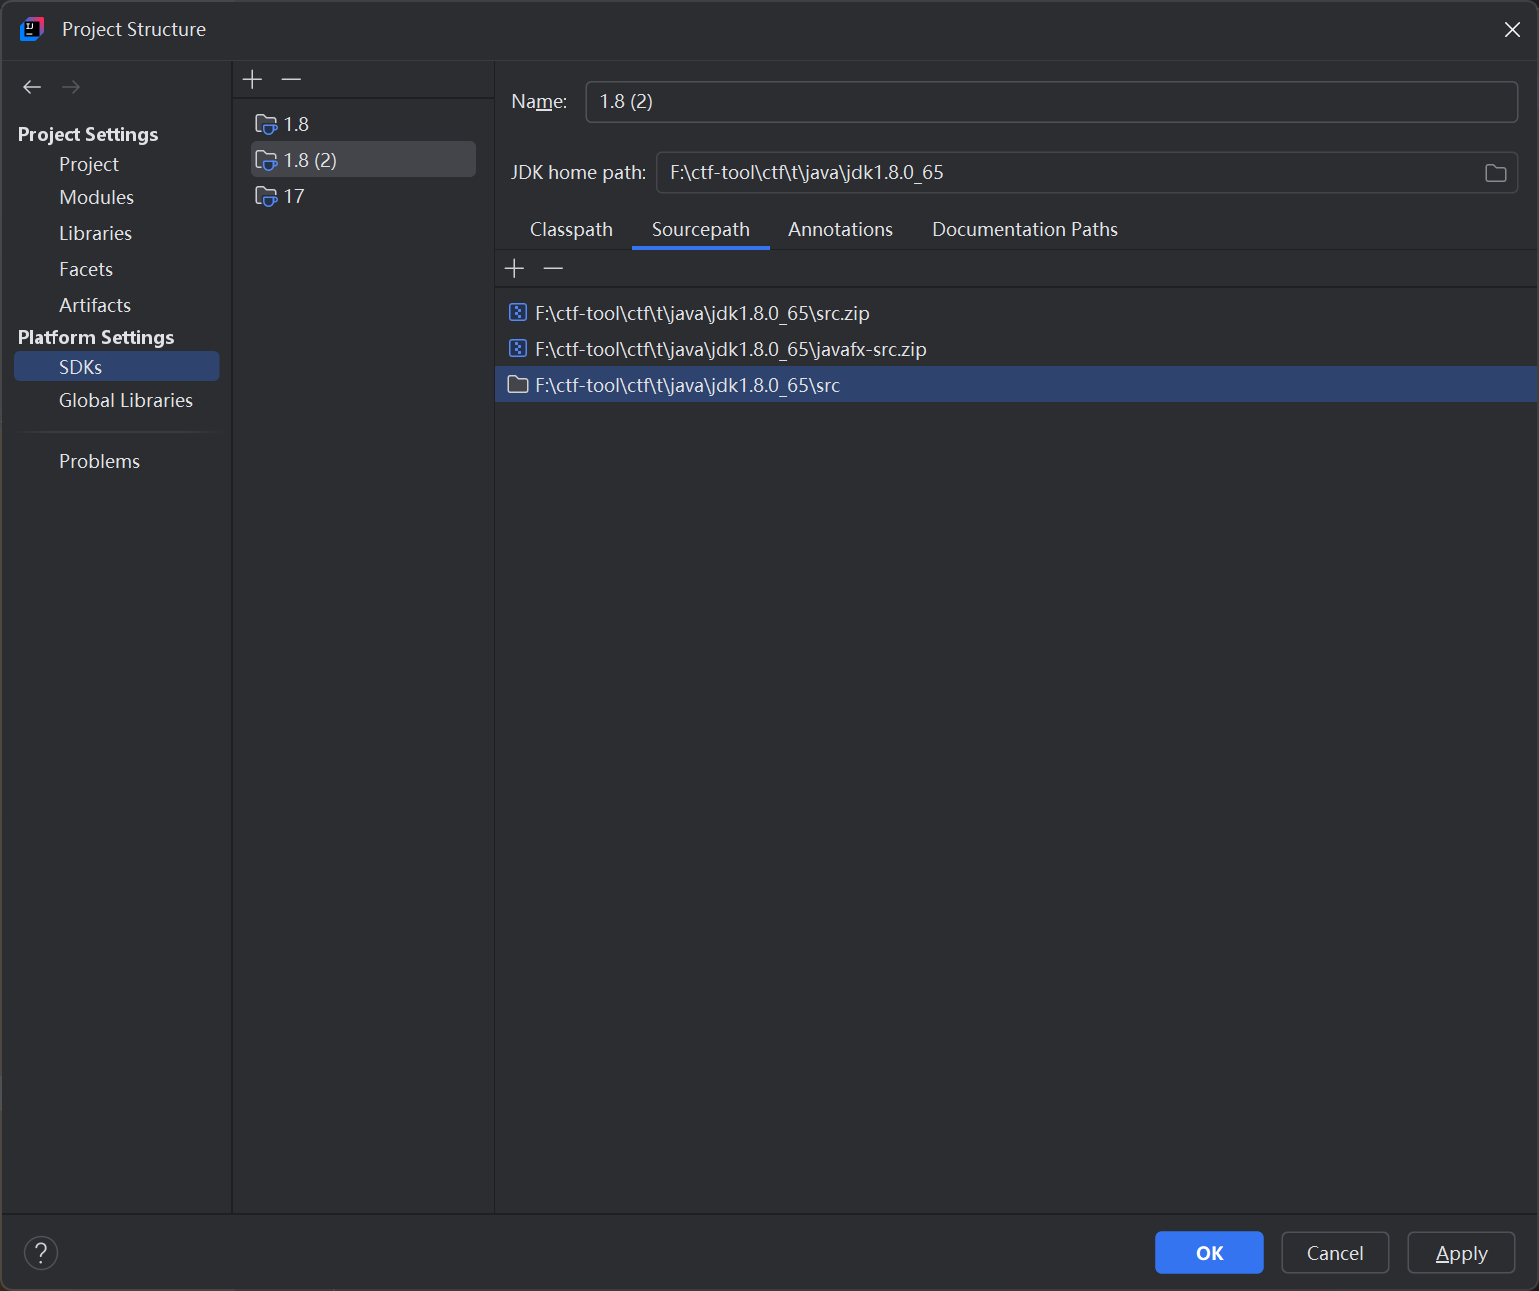 Project Structure
Project Settings
Project
Modules
Libraries
Facets
Artifacts
Platform Settings
SDKs
Global Libraries
Problems
1.8
1.8 (2)
17
Name: 1.8 (2)
JDK home path: F:\ctf-tool\ctf\t\java\jdk1.8.0_65
Classpath Sourcepath Annotations Documentation Paths
F:\ctf-tool\ctf\t\java\jdk1.8.0_65\src.zip
F:\ctf-tool\ctf\t\java\jdk1.8.0_65\javafx-src.zip
F:\ctf-tool\ctf\t\java\jdk1.8.0_65\src
? OK Cancel Apply